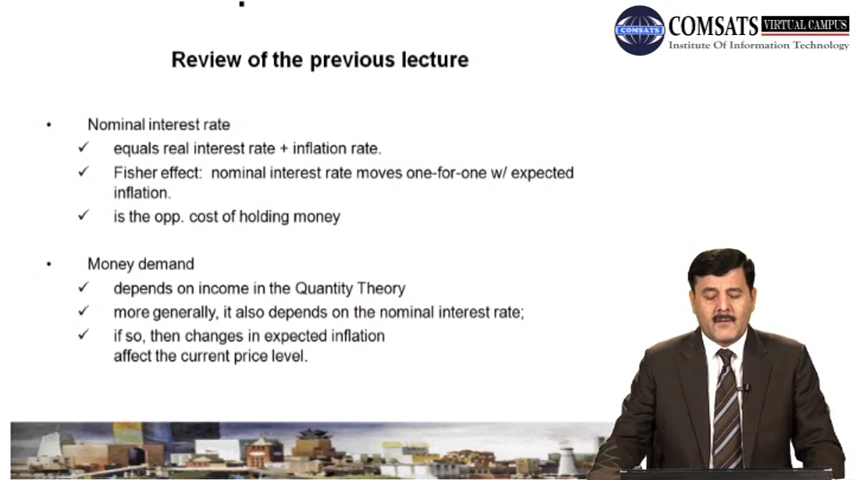 COMSATS
COMSATS VIRTUAL CAMPUS
Institute Of Information Technology
Review of the previous lecture
• Nominal interest rate
✓ equals real interest rate + inflation rate.
✓ Fisher effect: nominal interest rate moves one-for-one w/ expected
inflation.
✓ is the opp. cost of holding money
• Money demand
✓ depends on income in the Quantity Theory
✓ more generally, it also depends on the nominal interest rate;
✓ if so, then changes in expected inflation
affect the current price level.